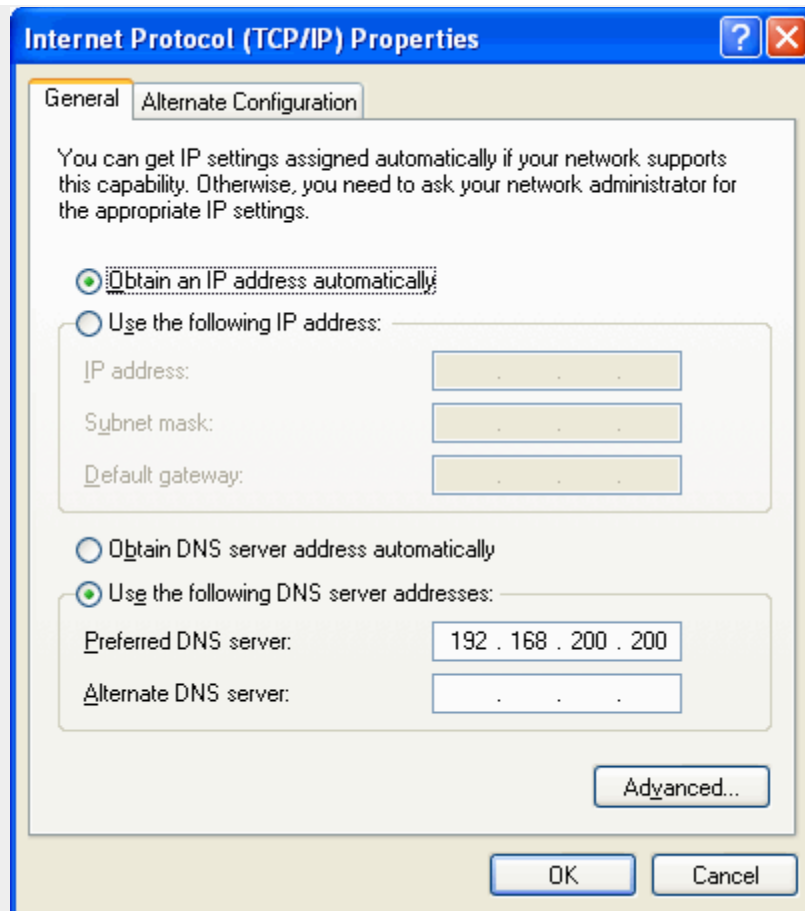 Internet Protocol (TCP/IP) Properties
General Alternate Configuration
You can get IP settings assigned automatically if your network supports
this capability. Otherwise, you need to ask your network administrator for
the appropriate IP settings.
Obtain an IP address automatically
Use the following IP address:
IP address: . . .
Subnet mask: . . .
Default gateway: . . .
Obtain DNS server address automatically
Use the following DNS server addresses:
Preferred DNS server: 192 . 168 . 200 . 200
Alternate DNS server: . . .
Advanced...
OK Cancel